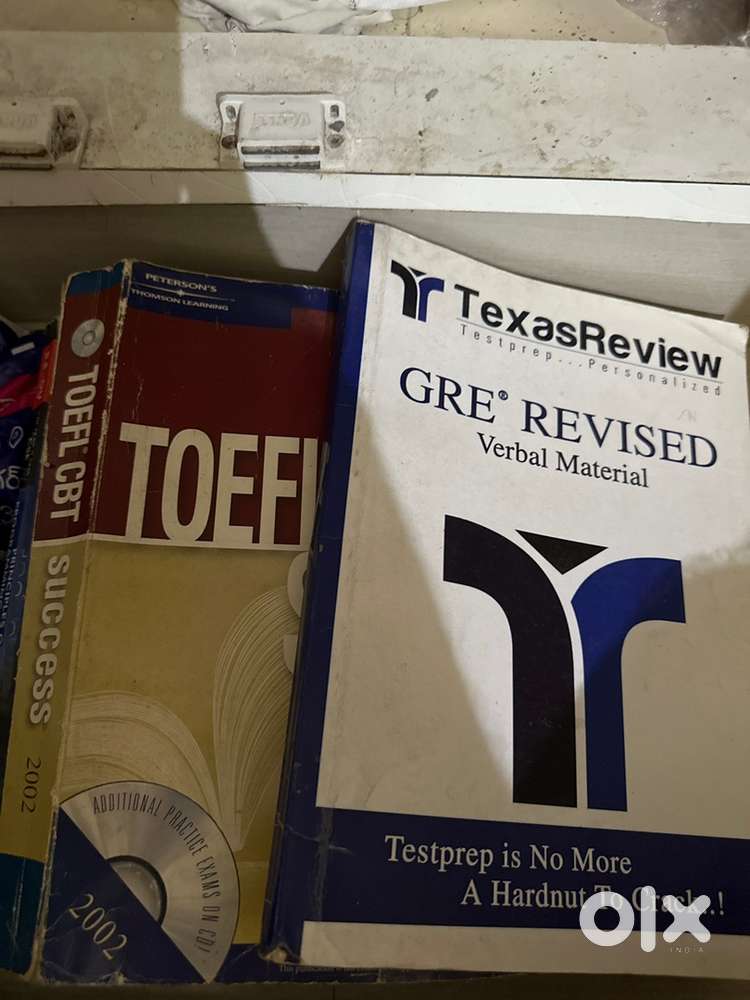 PETERSON'S
THOMSON LEARNING
TOEFL CBT success 2002
TOEFL
ADDITIONAL PRACTICE EXAMS ON CD!
2002
TexasReview
Testprep...Personalized
GRE® REVISED
Verbal Material
Testprep is No More
A Hardnut To Crack..!
olx
INDIA